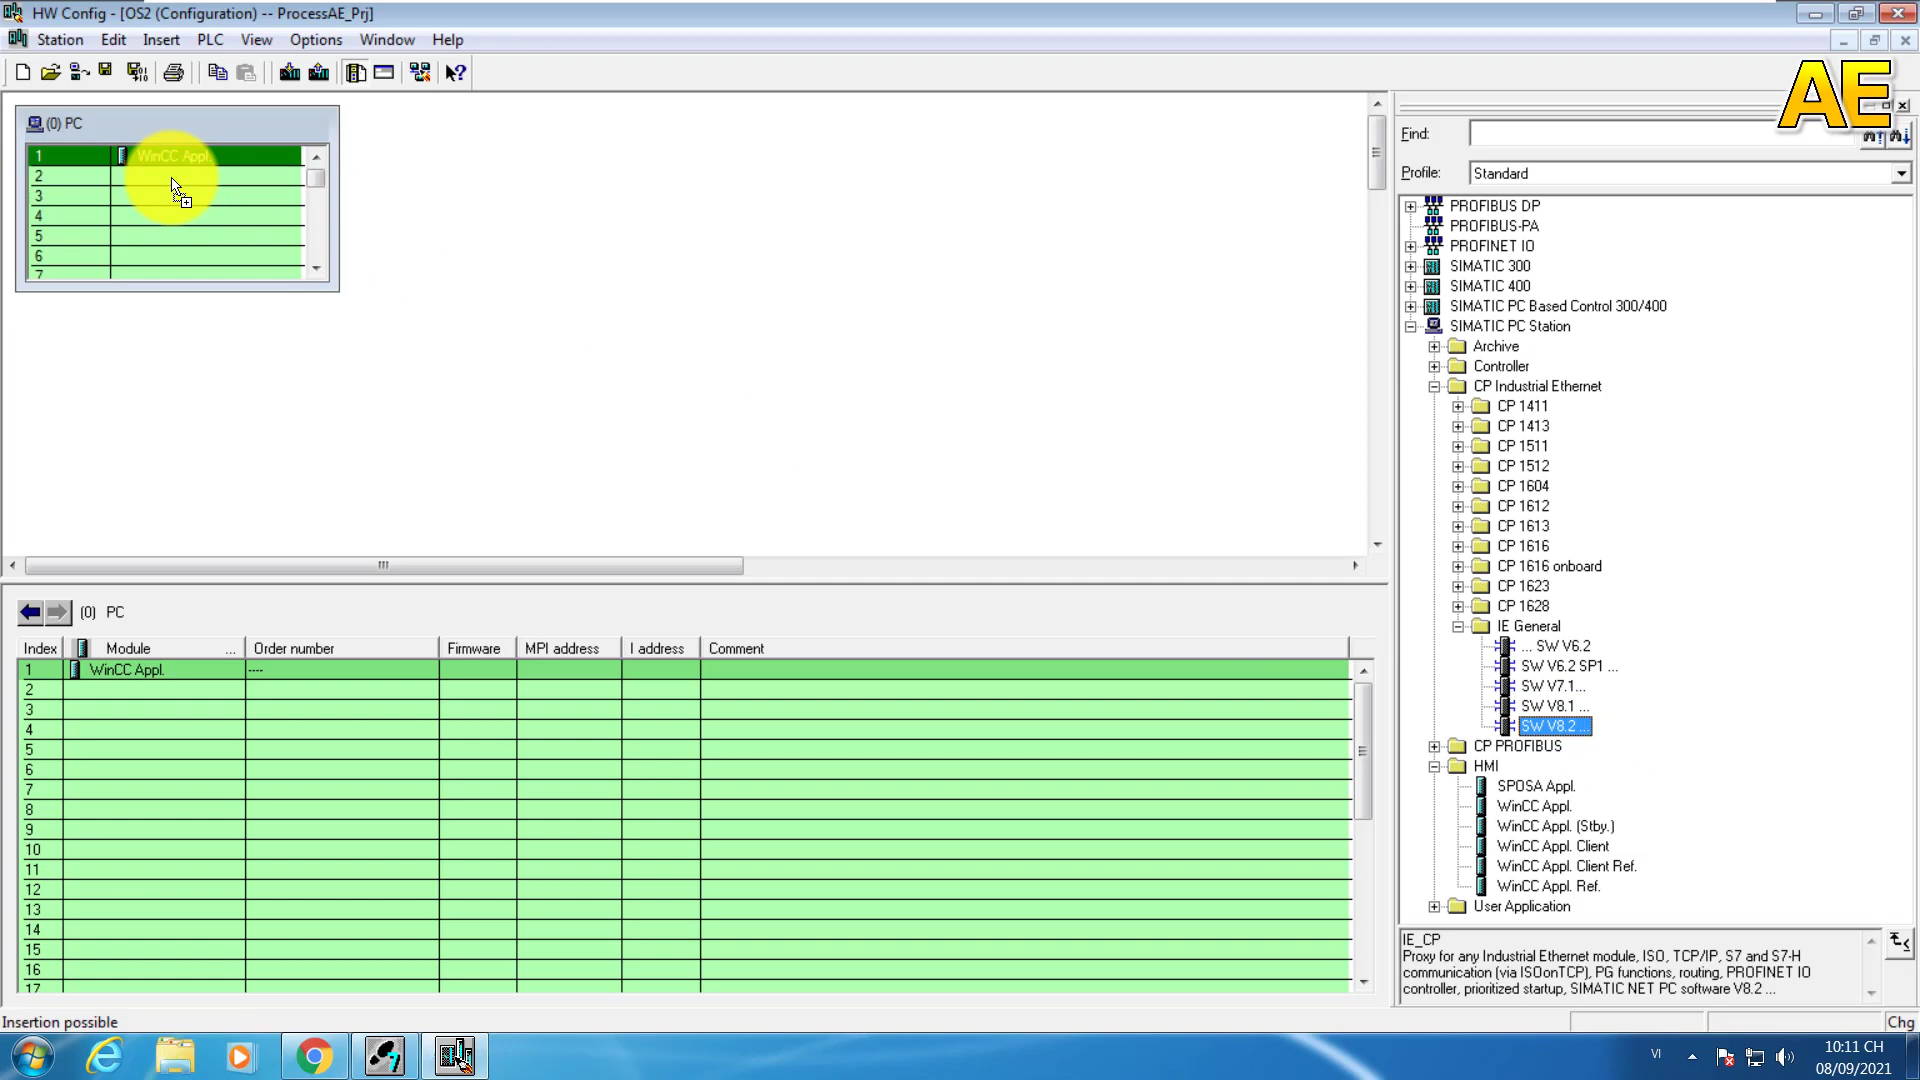 HW Config - [OS2 (Configuration) -- ProcessAE_Prj]
Station Edit Insert PLC View Options Window Help
AE
(0) PC
1 WinCC Appl.
2
3
4
5
6
7
Find:
Profile: Standard
PROFIBUS DP
PROFIBUS-PA
PROFINET IO
SIMATIC 300
SIMATIC 400
SIMATIC PC Based Control 300/400
SIMATIC PC Station
Archive
Controller
CP Industrial Ethernet
CP 1411
CP 1413
CP 1511
CP 1512
CP 1604
CP 1612
CP 1613
CP 1616
CP 1616 onboard
CP 1623
CP 1628
IE General
... SW V6.2
SW V6.2 SP1 ...
SW V7.1...
SW V8.1 ...
SW V8.2 ...
CP PROFIBUS
HMI
SPOSA Appl.
WinCC Appl.
WinCC Appl. (Stby.)
WinCC Appl. Client
WinCC Appl. Client Ref.
WinCC Appl. Ref.
User Application
IE_CP
Proxy for any Industrial Ethernet module, ISO, TCP/IP, S7 and S7-H
communication (via ISOonTCP), PG functions, routing, PROFINET IO
controller, prioritized startup, SIMATIC NET PC software V8.2 ...
(0) PC
Index Module ... Order number Firmware MPI address I address Comment
1 WinCC Appl. ----
2
3
4
5
6
7
8
9
10
11
12
13
14
15
16
17
Insertion possible
Chg
VI
10:11 CH
08/09/2021